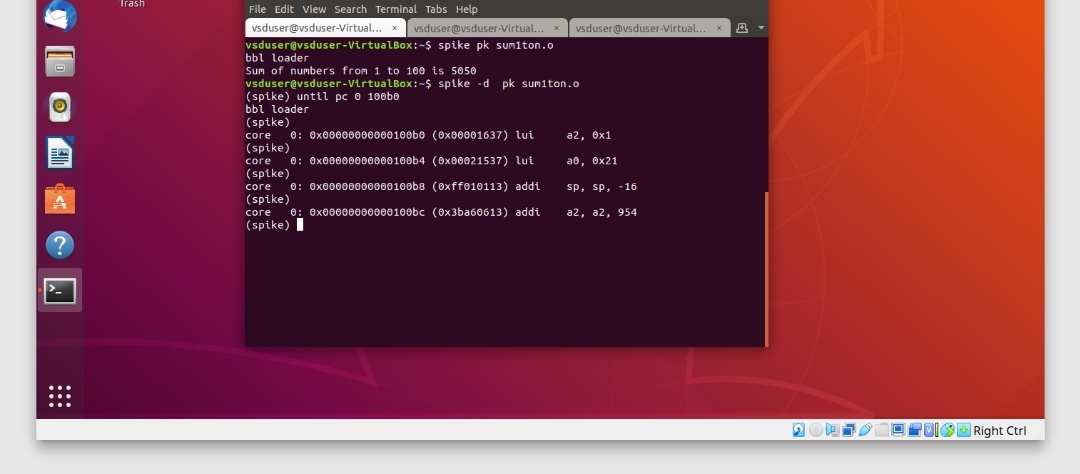 Trash
File Edit View Search Terminal Tabs Help
vsduser@vsduser-Virtual... × vsduser@vsduser-Virtual... × vsduser@vsduser-Virtual... ×
vsduser@vsduser-VirtualBox:~$ spike pk sum1ton.o
bbl loader
Sum of numbers from 1 to 100 is 5050
vsduser@vsduser-VirtualBox:~$ spike -d  pk sum1ton.o
(spike) until pc 0 100b0
bbl loader
(spike)
core   0: 0x00000000000100b0 (0x00001637) lui     a2, 0x1
(spike)
core   0: 0x00000000000100b4 (0x00021537) lui     a0, 0x21
(spike)
core   0: 0x00000000000100b8 (0xff010113) addi    sp, sp, -16
(spike)
core   0: 0x00000000000100bc (0x3ba60613) addi    a2, a2, 954
(spike)
Right Ctrl